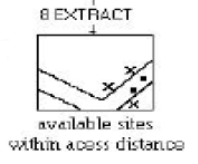 8 EXTRACT
available sites
within acess distance